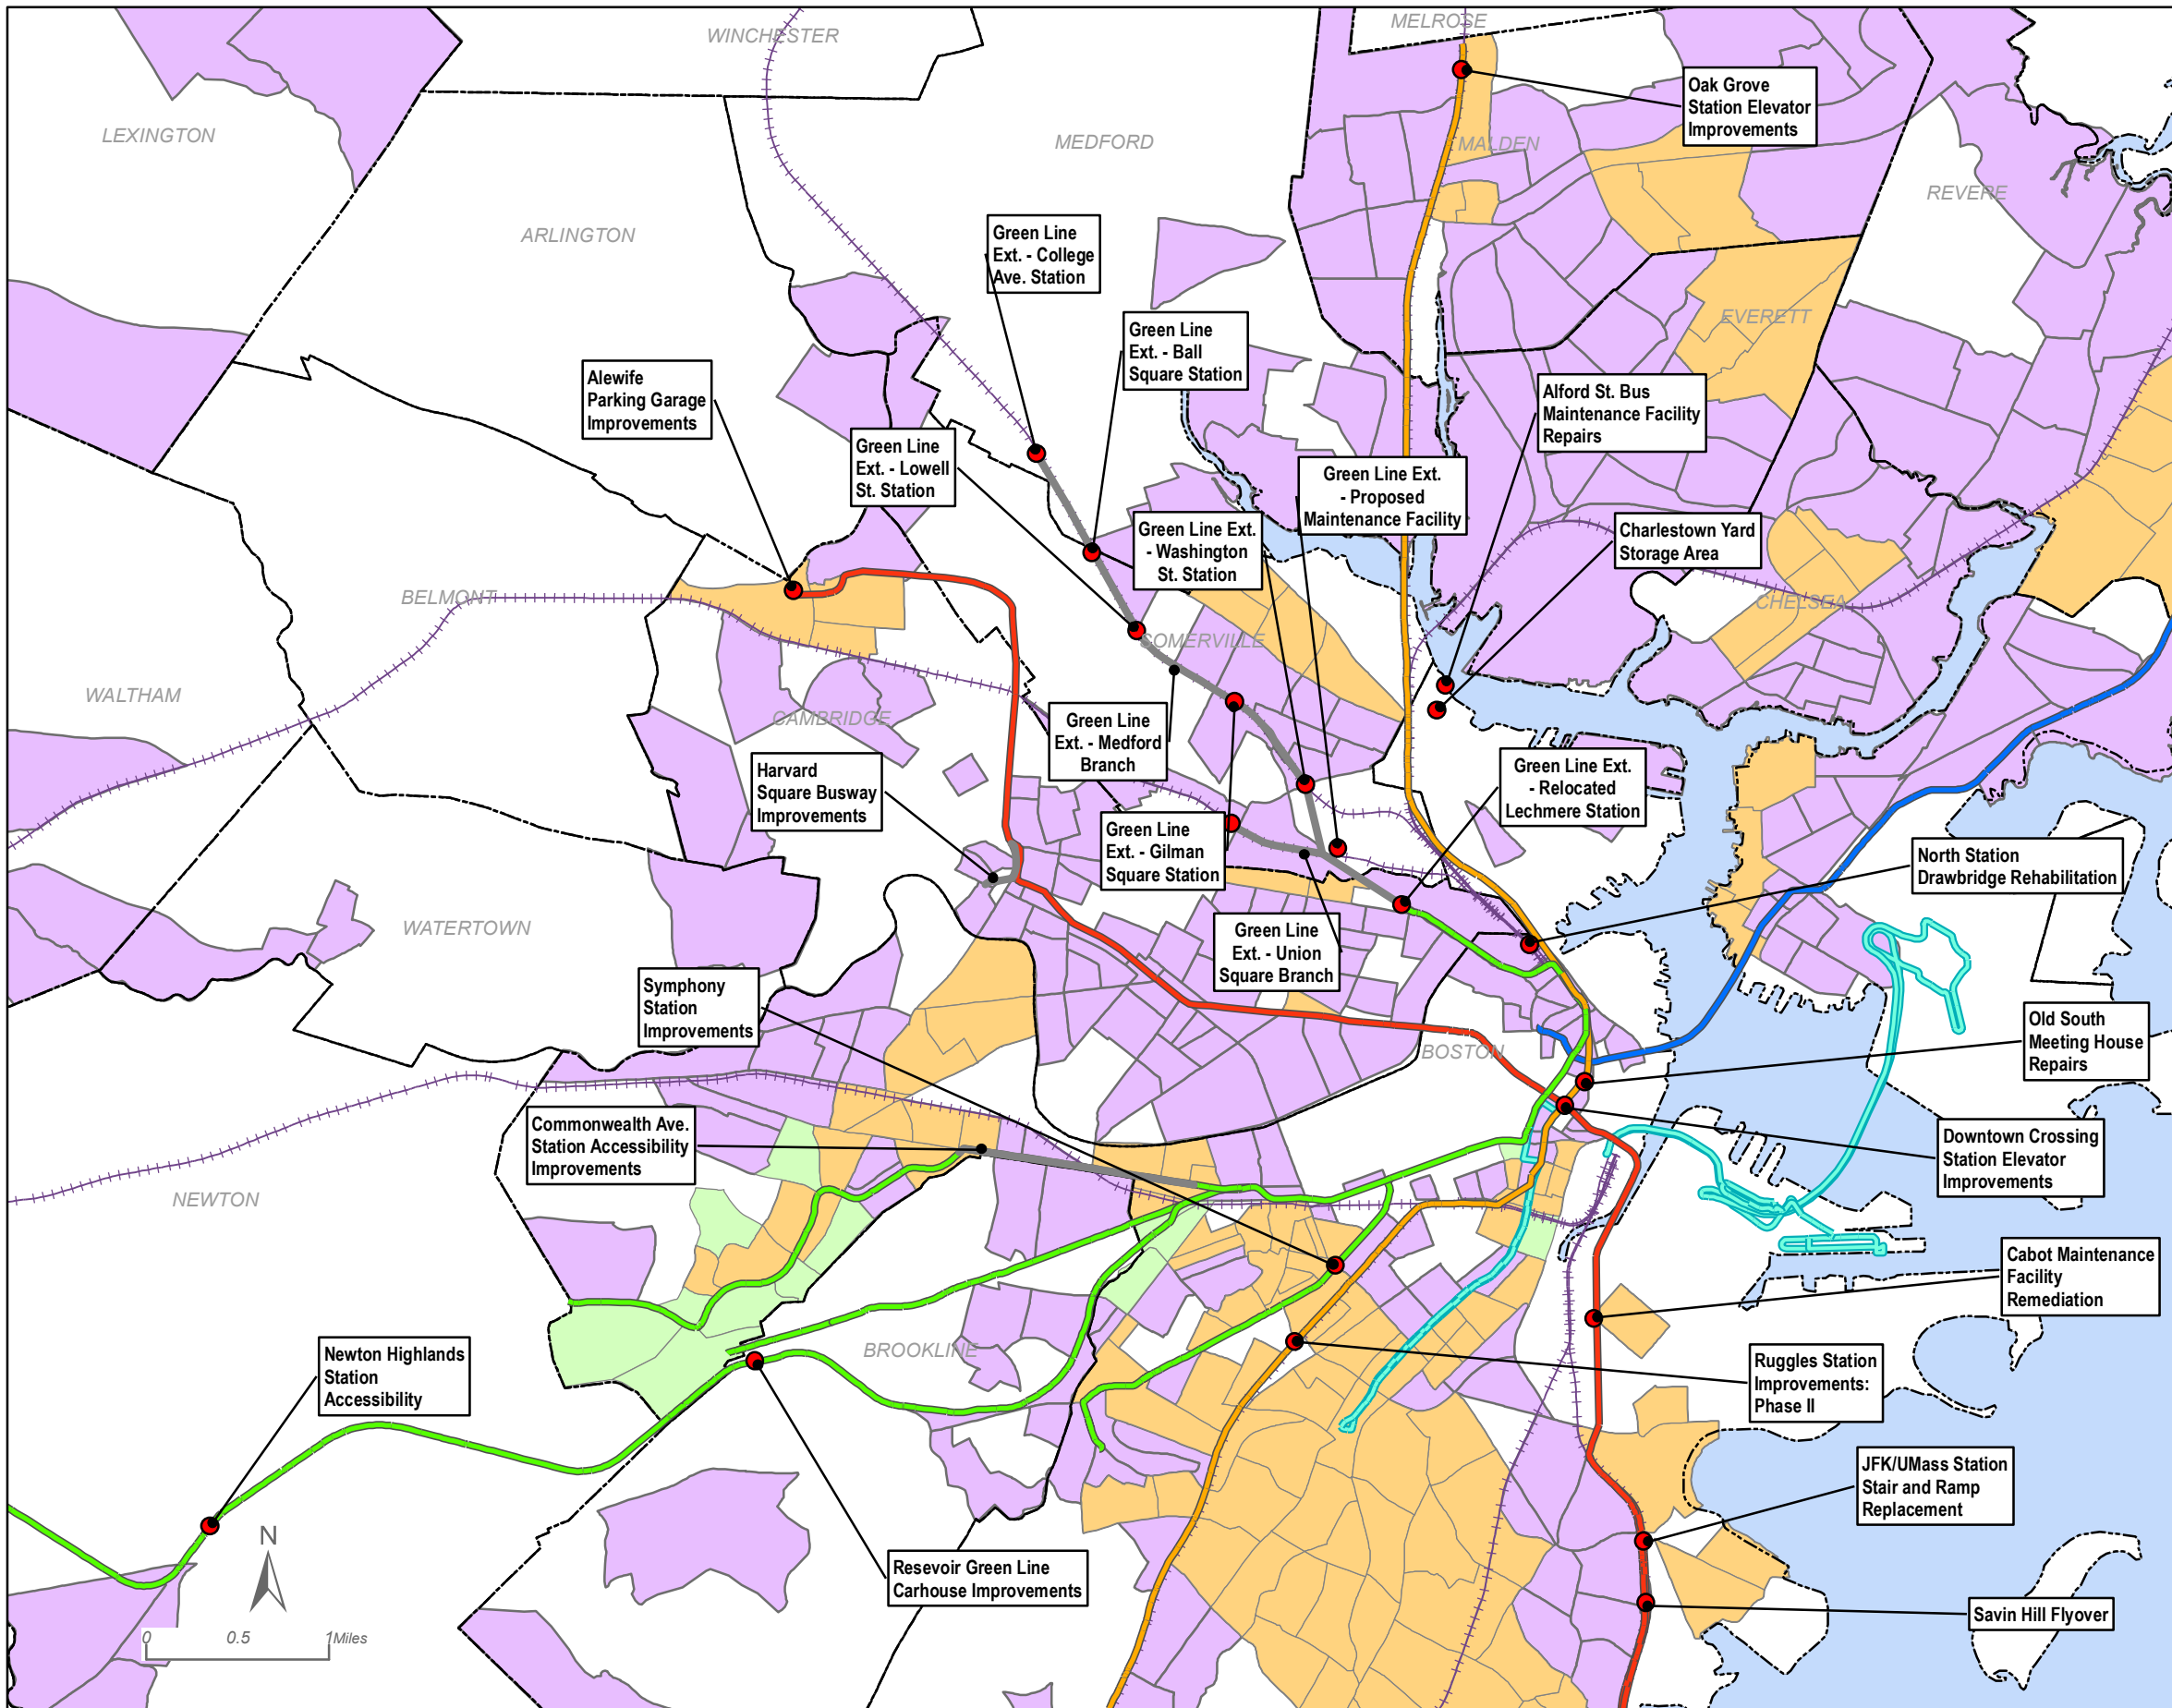 WINCHESTER
MELROSE
LEXINGTON
MEDFORD
Oak Grove
Station Elevator
Improvements
MALDEN
REVERE
ARLINGTON
Green Line
Ext. - College
Ave. Station
Green Line
Ext. - Ball
Square Station
EVERETT
Alewife
Parking Garage
Improvements
Alford St. Bus
Maintenance Facility
Repairs
Green Line
Ext. - Lowell
St. Station
Green Line Ext.
- Proposed
Maintenance Facility
Green Line Ext.
- Washington
St. Station
Charlestown Yard
Storage Area
BELMONT
CHELSEA
SOMERVILLE
WALTHAM
CAMBRIDGE
Green Line
Ext. - Medford
Branch
Harvard
Square Busway
Improvements
Green Line Ext.
- Relocated
Lechmere Station
Green Line
Ext. - Gilman
Square Station
North Station
Drawbridge Rehabilitation
WATERTOWN
Green Line
Ext. - Union
Square Branch
Symphony
Station
Improvements
Old South
Meeting House
Repairs
BOSTON
Commonwealth Ave.
Station Accessibility
Improvements
Downtown Crossing
Station Elevator
Improvements
NEWTON
Cabot Maintenance
Facility
Remediation
BROOKLINE
Newton Highlands
Station
Accessibility
Ruggles Station
Improvements:
Phase II
JFK/UMass Station
Stair and Ramp
Replacement
N
Resevoir Green Line
Carhouse Improvements
Savin Hill Flyover
0 0.5 1Miles